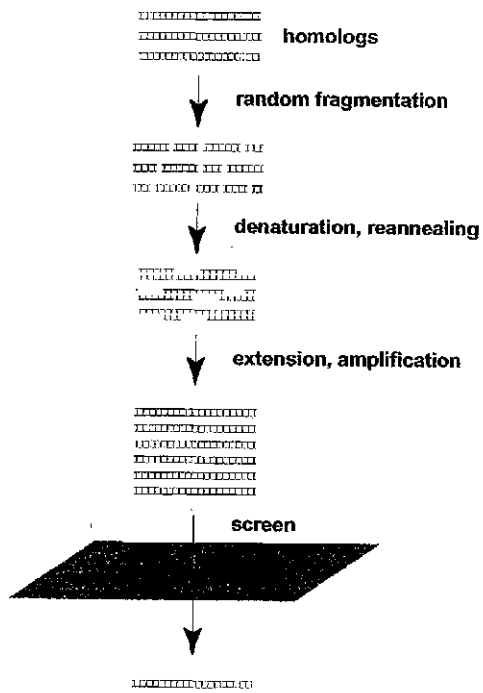 homologs
random fragmentation
denaturation, reannealing
extension, amplification
screen